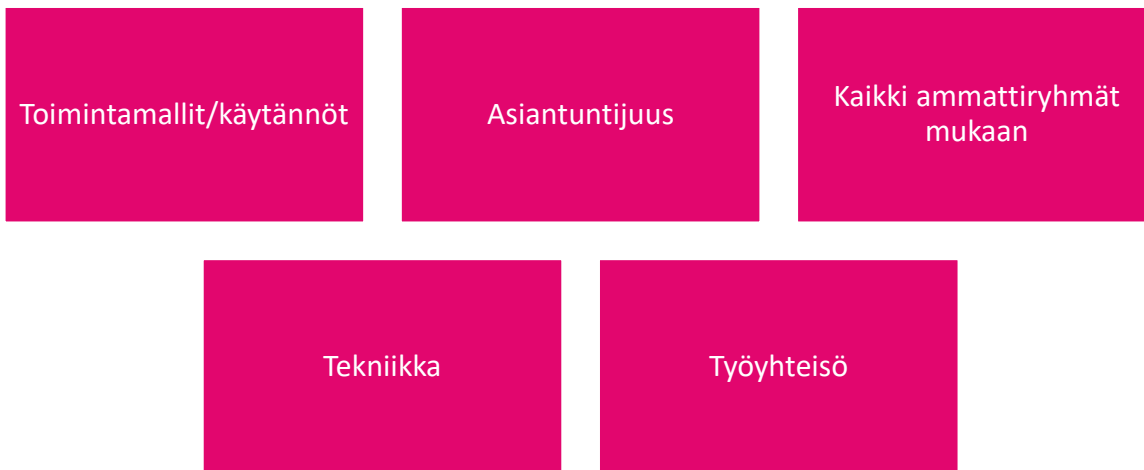 Toimintamallit/käytännöt
Asiantuntijuus
Kaikki ammattiryhmät
mukaan
Tekniikka
Työyhteisö